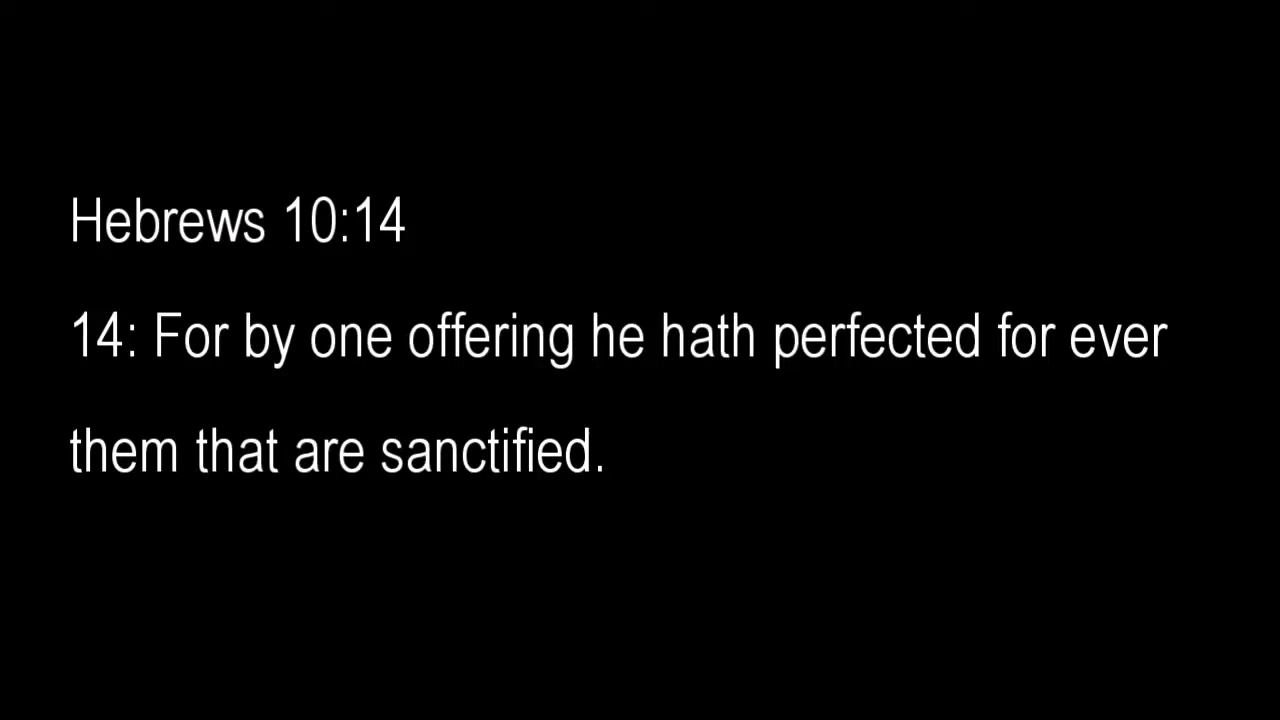 Hebrews 10:14
14: For by one offering he hath perfected for ever
them that are sanctified.